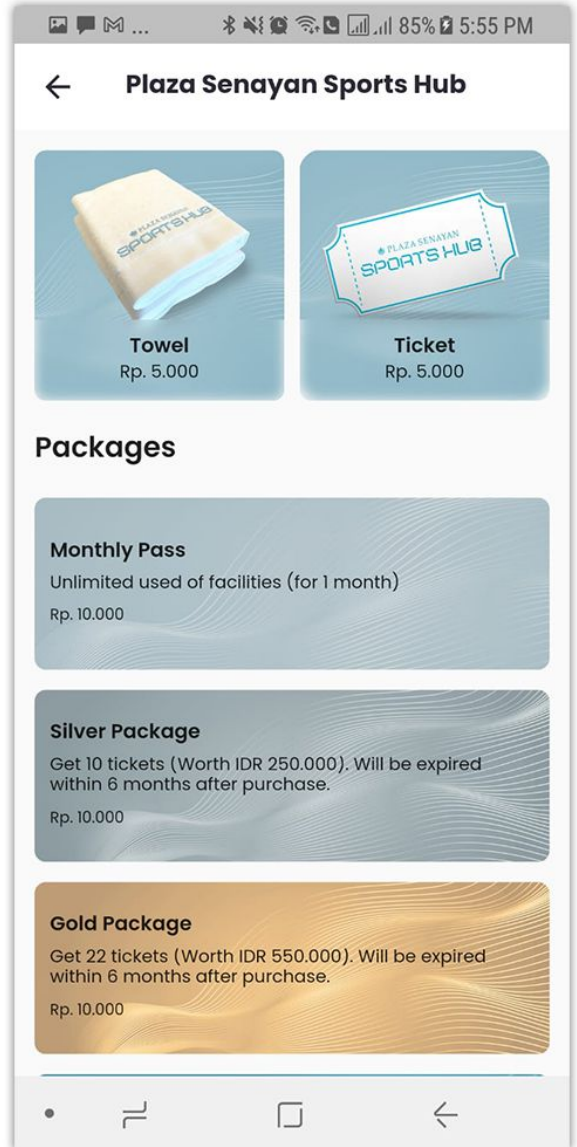 ... 85% 5:55 PM
Plaza Senayan Sports Hub
PLAZA SENAYAN
SPORTS HUB
PLAZA SENAYAN
SPORTS HUB
Towel
Rp. 5.000
Ticket
Rp. 5.000
Packages
Monthly Pass
Unlimited used of facilities (for 1 month)
Rp. 10.000
Silver Package
Get 10 tickets (Worth IDR 250.000). Will be expired
within 6 months after purchase.
Rp. 10.000
Gold Package
Get 22 tickets (Worth IDR 550.000). Will be expired
within 6 months after purchase.
Rp. 10.000